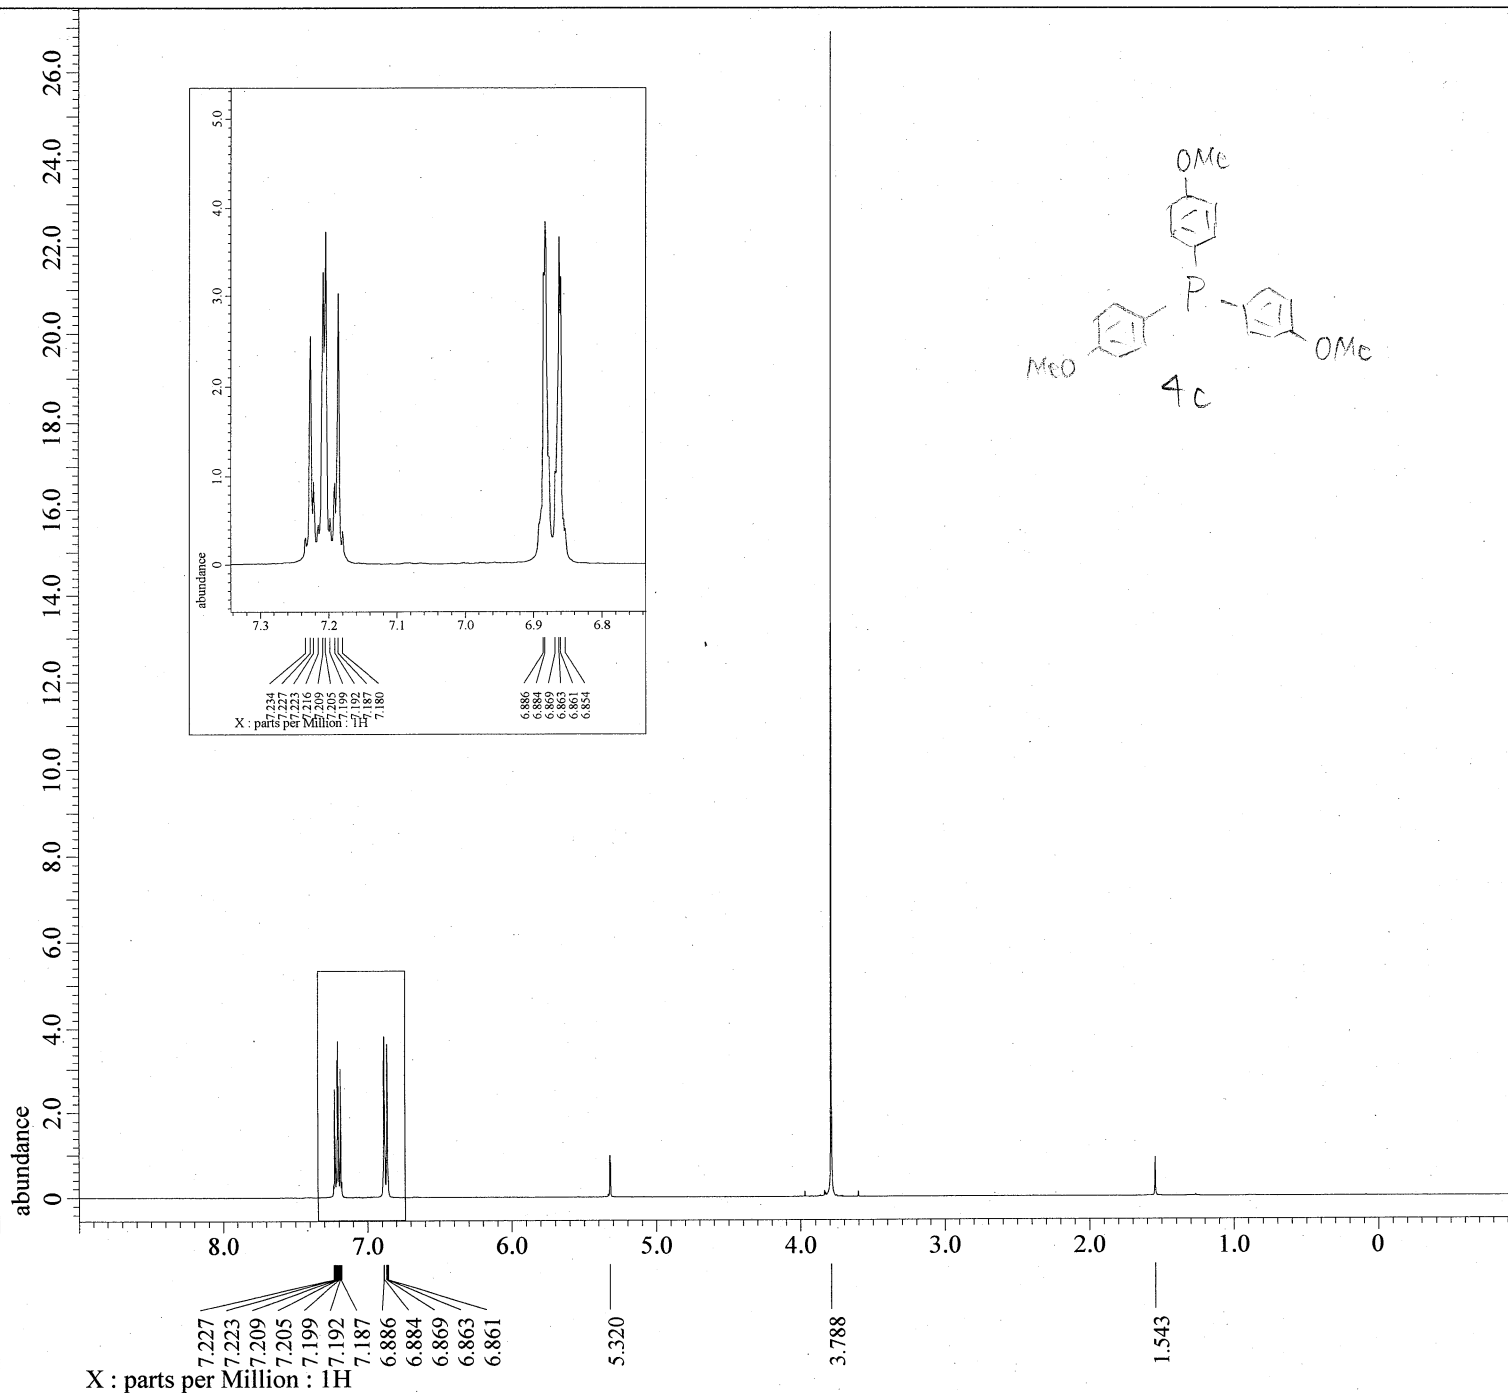 26.0
24.0
22.0
20.0
18.0
16.0
14.0
12.0
10.0
8.0
6.0
4.0
2.0
0
abundance
5.0
4.0
3.0
2.0
1.0
0
abundance
7.3 7.2 7.1 7.0 6.9 6.8
7.234 7.227 7.223 7.216 7.209 7.205 7.199 7.192 7.187 7.180 6.886 6.884 6.869 6.863 6.861 6.854
X : parts per Million : 1H
OMe
P
MeO
OMe
4c
8.0 7.0 6.0 5.0 4.0 3.0 2.0 1.0 0
7.227 7.223 7.209 7.205 7.199 7.192 7.187 6.886 6.884 6.869 6.863 6.861 5.320 3.788 1.543
X : parts per Million : 1H